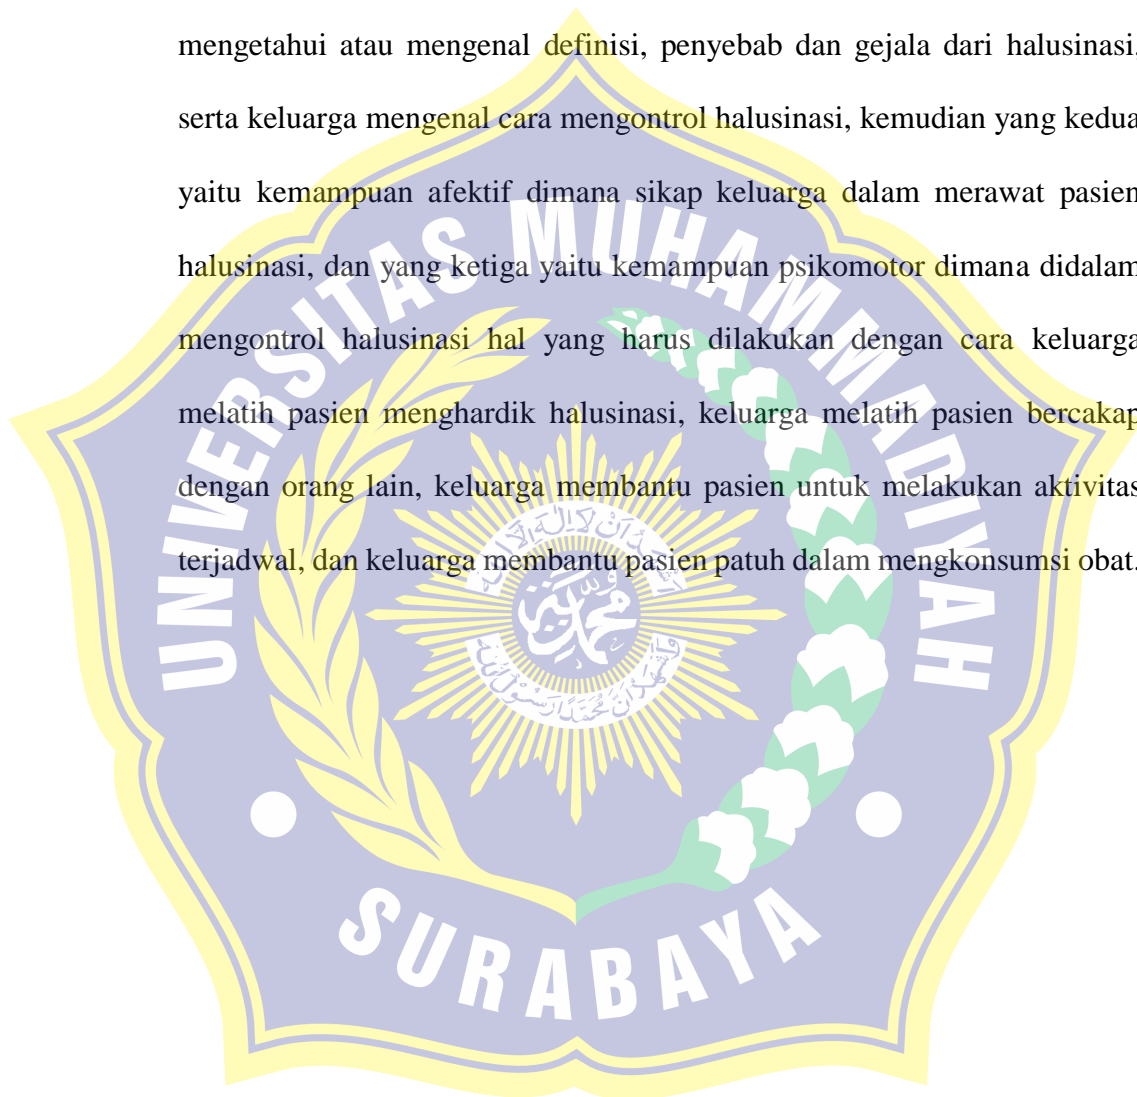 mengetahui atau mengenal definisi, penyebab dan gejala dari halusinasi,
serta keluarga mengenal cara mengontrol halusinasi, kemudian yang kedua
yaitu kemampuan afektif dimana sikap keluarga dalam merawat pasien
halusinasi, dan yang ketiga yaitu kemampuan psikomotor dimana didalam
mengontrol halusinasi hal yang harus dilakukan dengan cara keluarga
melatih pasien menghardik halusinasi, keluarga melatih pasien bercakap
dengan orang lain, keluarga membantu pasien untuk melakukan aktivitas
terjadwal, dan keluarga membantu pasien patuh dalam mengkonsumsi obat.
UNIVERSITAS MUHAMMADIYAH
محمدية
SURABAYA